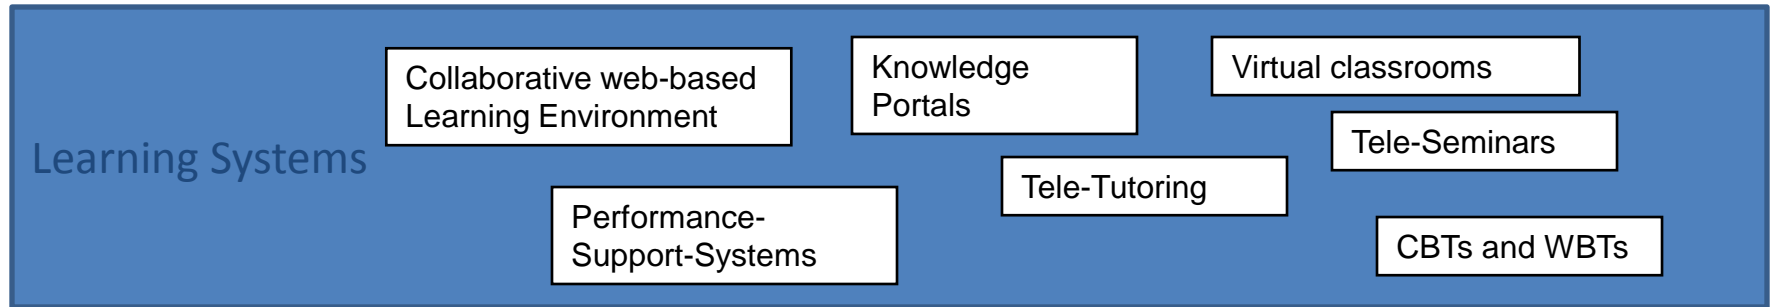 Learning Systems
Collaborative web-based
Learning Environment
Knowledge
Portals
Virtual classrooms
Tele-Seminars
Tele-Tutoring
Performance-
Support-Systems
CBTs and WBTs